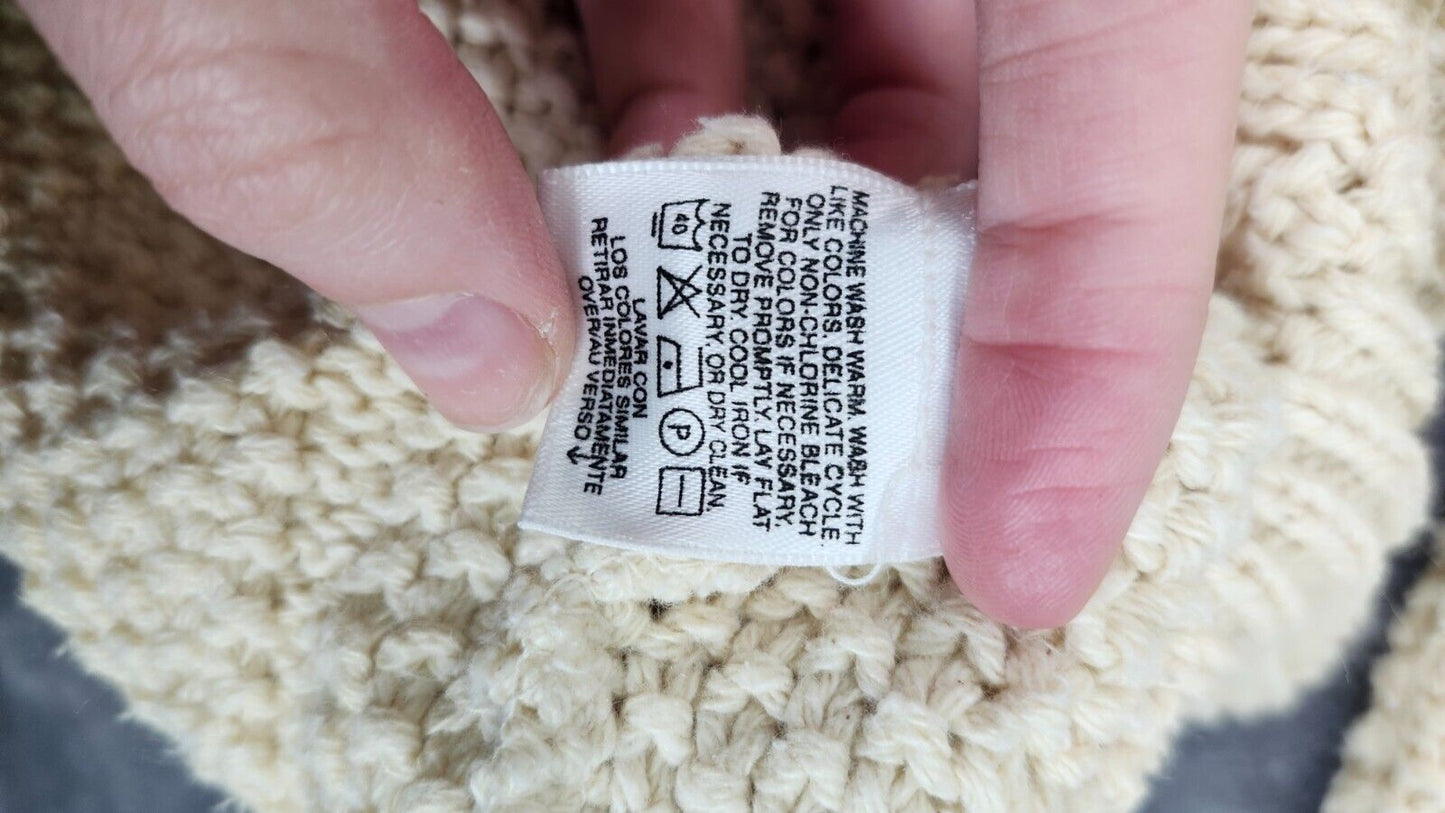 MACHINE WASH WARM. WASH WITH
LIKE COLORS. DELICATE CYCLE.
ONLY NON-CHLORINE BLEACH
FOR COLORS IF NECESSARY.
REMOVE PROMPTLY. LAY FLAT
TO DRY. COOL IRON IF
NECESSARY, OR DRY CLEAN
40
P
LAVAR CON
LOS COLORES SIMILAR
RETIRAR INMEDIATAMENTE
OVER/AU VERSO